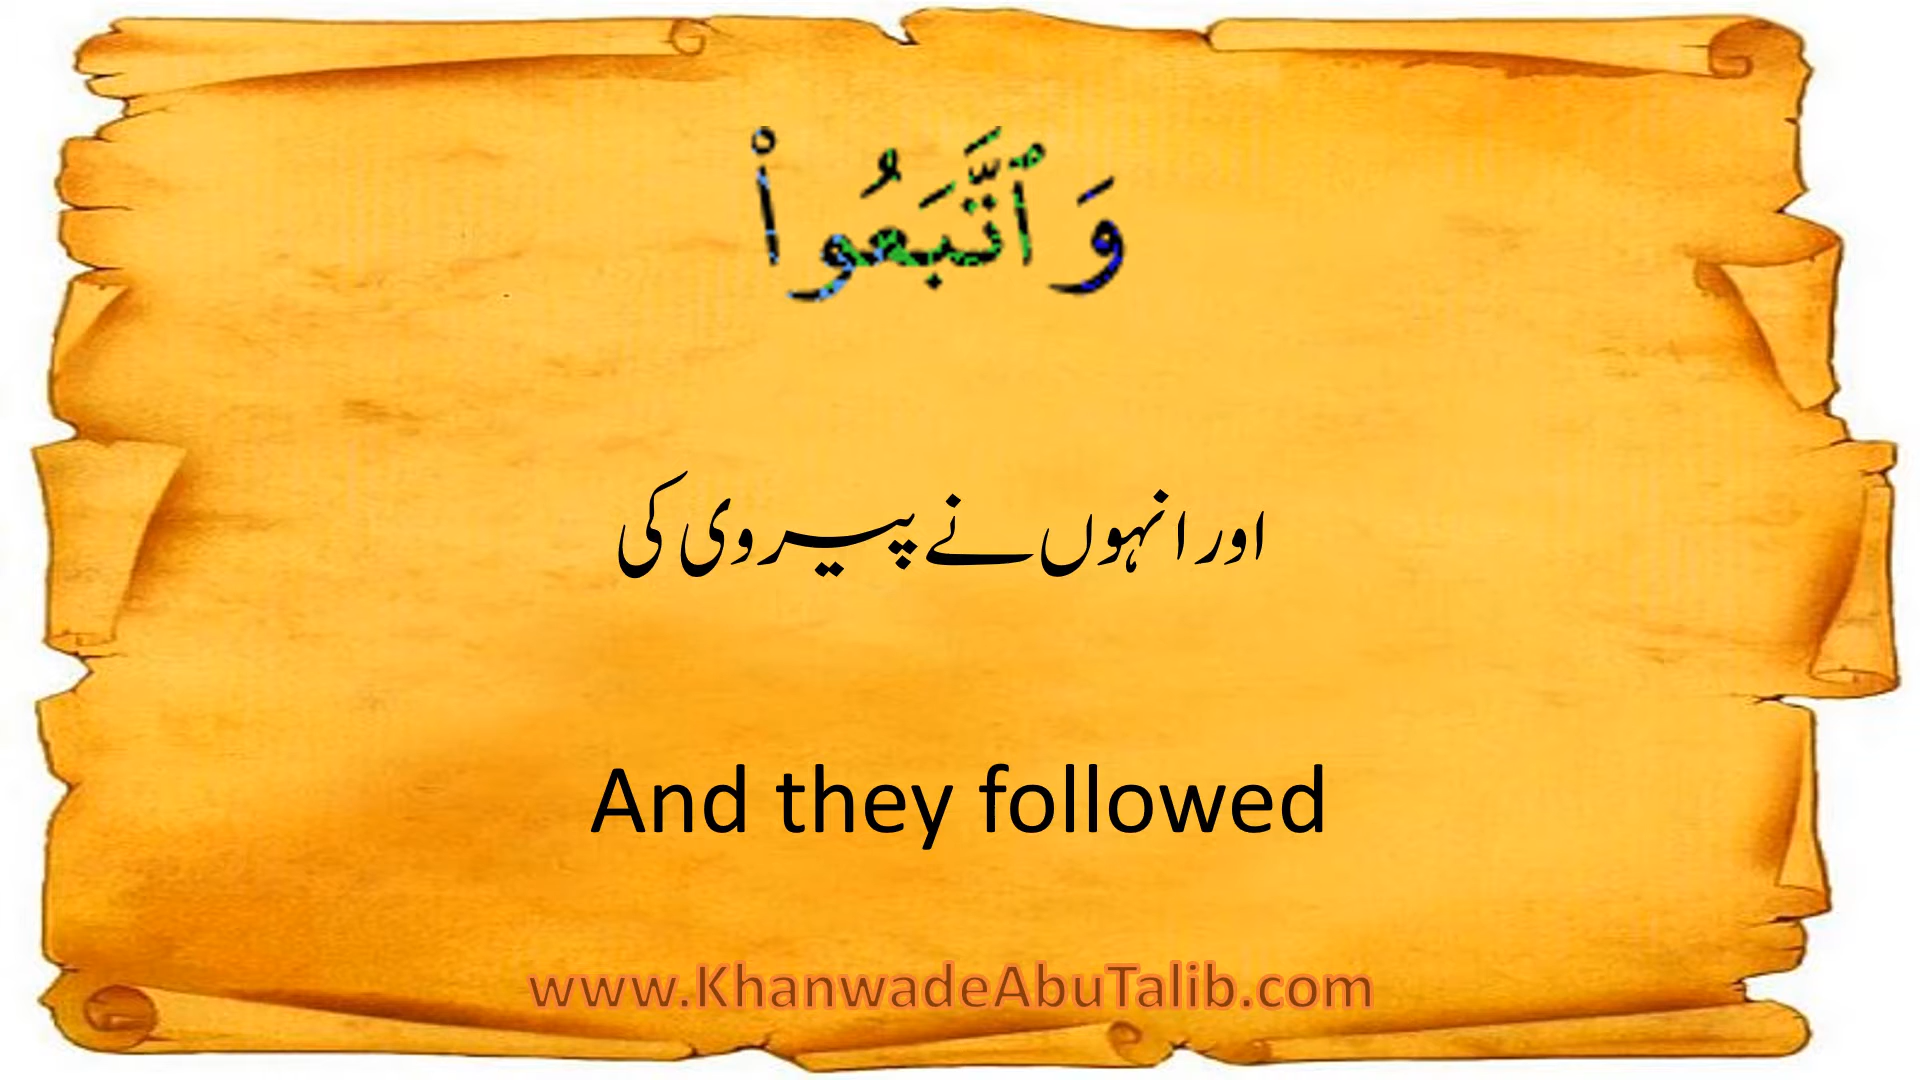 وَٱتَّبَعُوا۟
اور انہوں نے پیروی کی
And they followed
www.KhanwadeAbuTalib.com